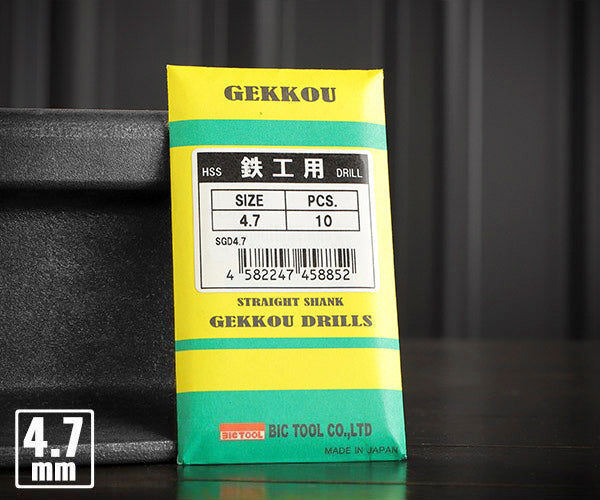 GEKKOU
HSS 鉄工用 DRILL
SIZE PCS.
4.7 10
SGD4.7
4 582247 458852
STRAIGHT SHANK
GEKKOU DRILLS
BIC TOOL BIC TOOL CO.,LTD
MADE IN JAPAN
4.7
mm